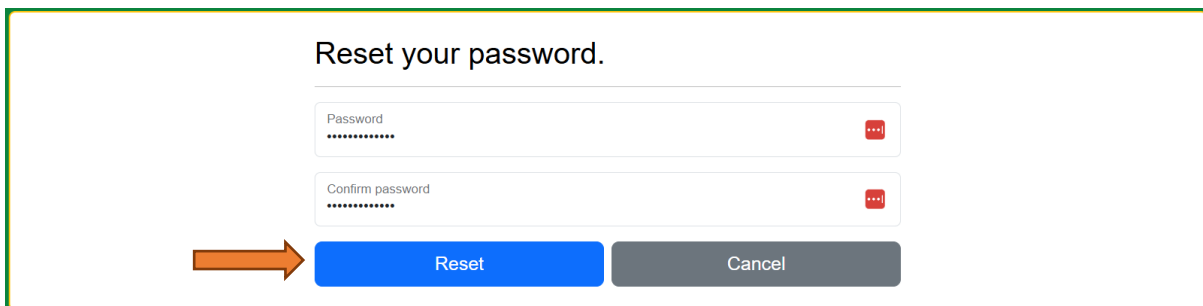 Reset your password.
Password
•••••••••••••
Confirm password
•••••••••••••
Reset Cancel